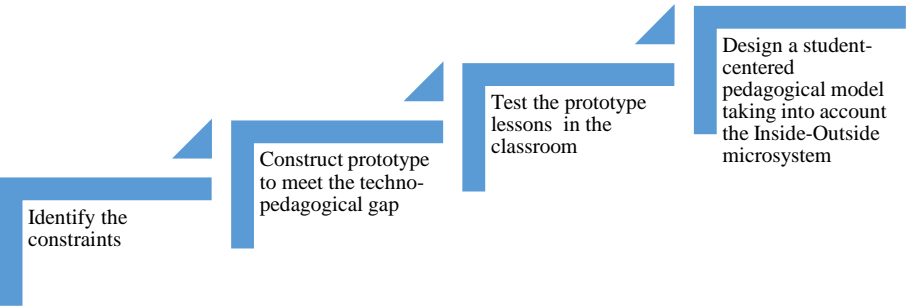 Identify the
constraints
Construct prototype
to meet the techno-
pedagogical gap
Test the prototype
lessons in the
classroom
Design a student-
centered
pedagogical model
taking into account
the Inside-Outside
microsystem